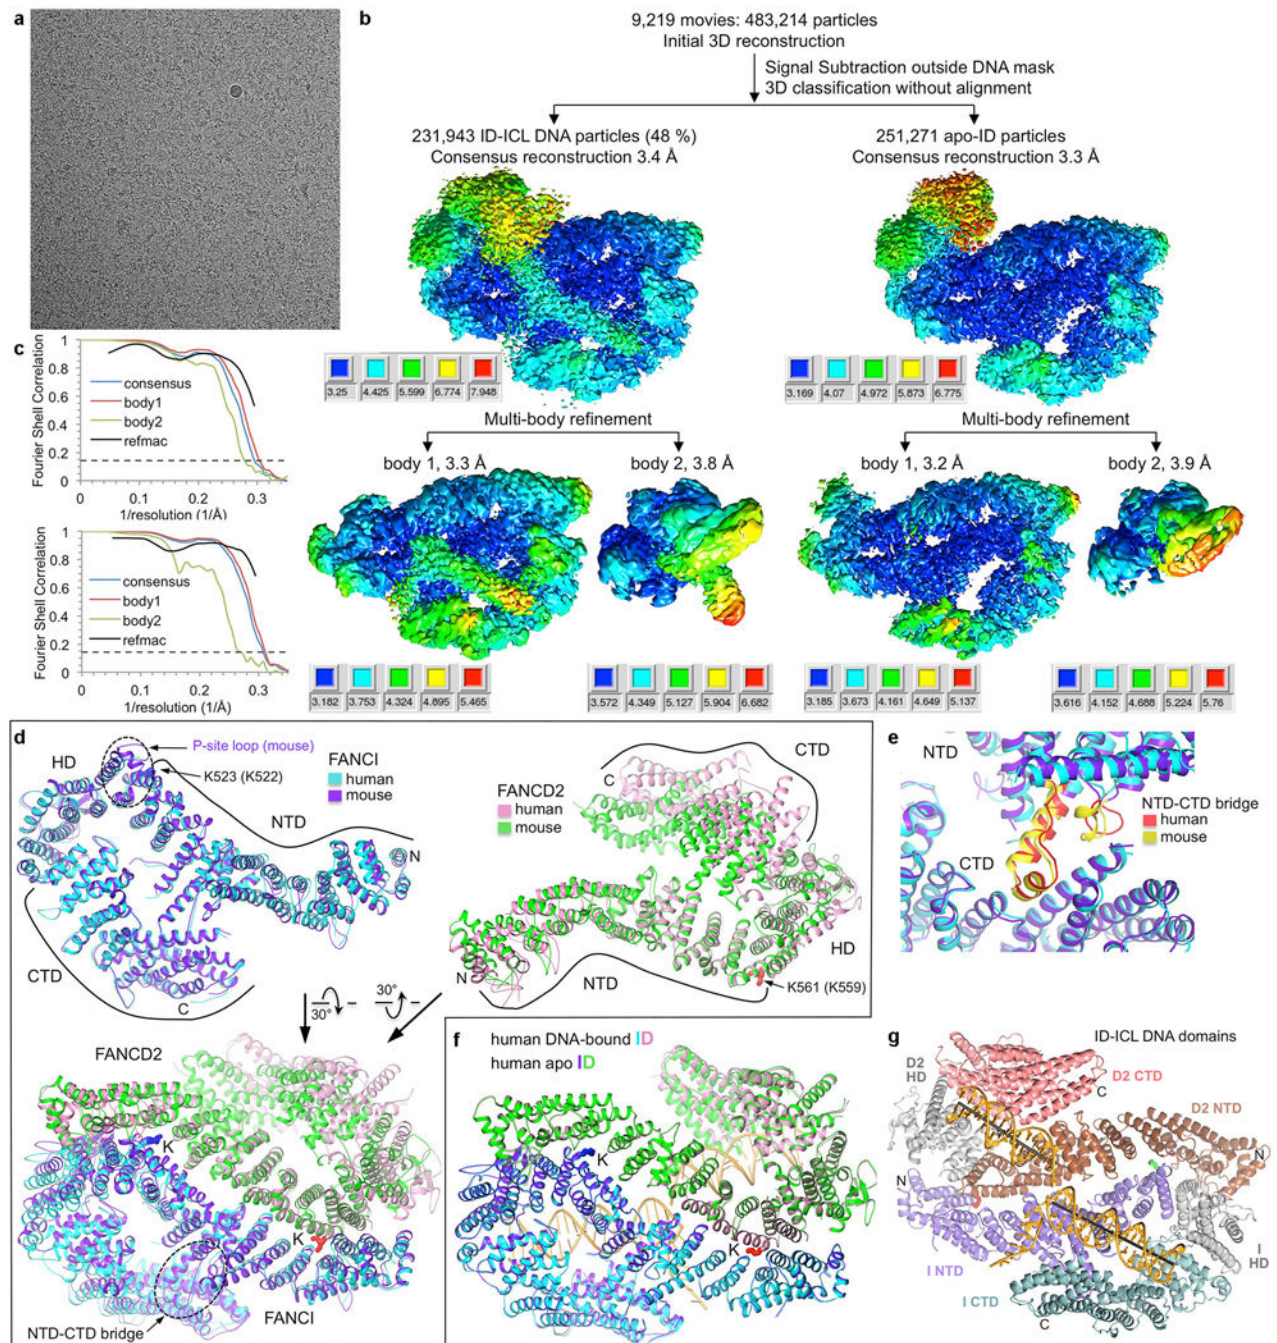 a
b
9,219 movies: 483,214 particles
Initial 3D reconstruction
Signal Subtraction outside DNA mask
3D classification without alignment
231,943 ID-ICL DNA particles (48 %)
Consensus reconstruction 3.4 Å
251,271 apo-ID particles
Consensus reconstruction 3.3 Å
3.25 4.425 5.599 6.774 7.948
3.169 4.07 4.972 5.873 6.775
Multi-body refinement
Multi-body refinement
body 1, 3.3 Å
body 2, 3.8 Å
body 1, 3.2 Å
body 2, 3.9 Å
3.182 3.753 4.324 4.895 5.465
3.572 4.349 5.127 5.904 6.682
3.185 3.673 4.161 4.649 5.137
3.616 4.152 4.688 5.224 5.76
c
Fourier Shell Correlation
1
0.8
0.6
0.4
0.2
0
consensus
body1
body2
refmac
0 0.1 0.2 0.3
1/resolution (1/Å)
Fourier Shell Correlation
1
0.8
0.6
0.4
0.2
0
consensus
body1
body2
refmac
0 0.1 0.2 0.3
1/resolution (1/Å)
d
P-site loop (mouse)
HD
K523 (K522)
FANCI
human
mouse
NTD
N
CTD
C
CTD
C
FANCD2
human
mouse
HD
N
NTD
K561 (K559)
30°
30°
FANCD2
K
K
FANCI
NTD-CTD bridge
e
NTD
NTD-CTD bridge
human
mouse
CTD
f
human DNA-bound ID
human apo ID
K
K
g
ID-ICL DNA domains
D2
HD
D2 CTD
C
D2 NTD
N
N
I NTD
I
HD
I CTD
C